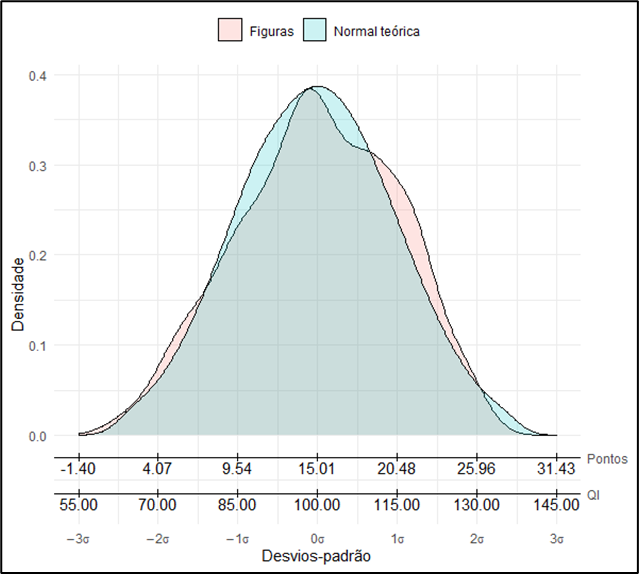 Figuras Normal teórica
0.4
0.3
0.2
0.1
0.0
Densidade
-1.40 4.07 9.54 15.01 20.48 25.96 31.43 Pontos
55.00 70.00 85.00 100.00 115.00 130.00 145.00 QI
−3σ −2σ −1σ 0σ 1σ 2σ 3σ
Desvios-padrão